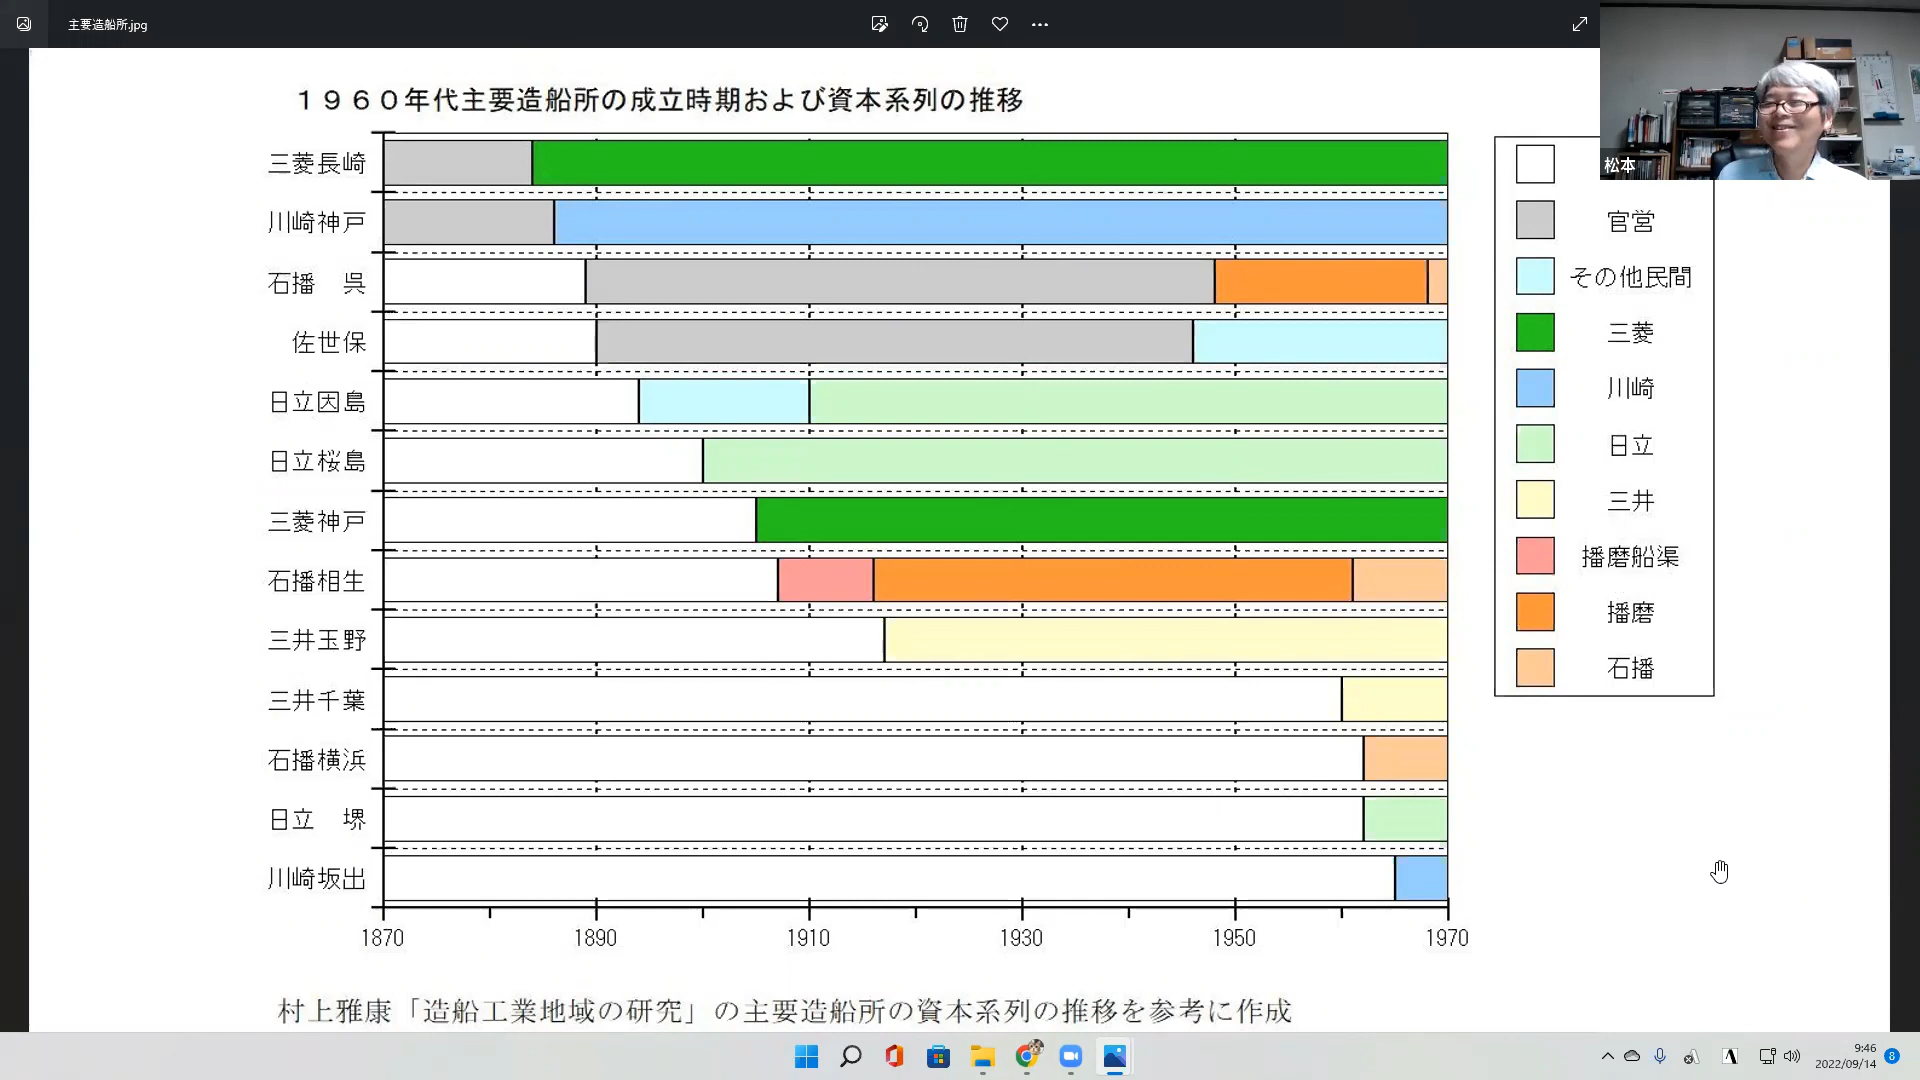 主要造船所.jpg
松本
１９６０年代主要造船所の成立時期および資本系列の推移
三菱長崎
川崎神戸
石播　呉
佐世保
日立因島
日立桜島
三菱神戸
石播相生
三井玉野
三井千葉
石播横浜
日立　堺
川崎坂出
1870
1890
1910
1930
1950
1970
官営
その他民間
三菱
川崎
日立
三井
播磨船渠
播磨
石播
村上雅康「造船工業地域の研究」の主要造船所の資本系列の推移を参考に作成
A
9:46
2022/09/14
8